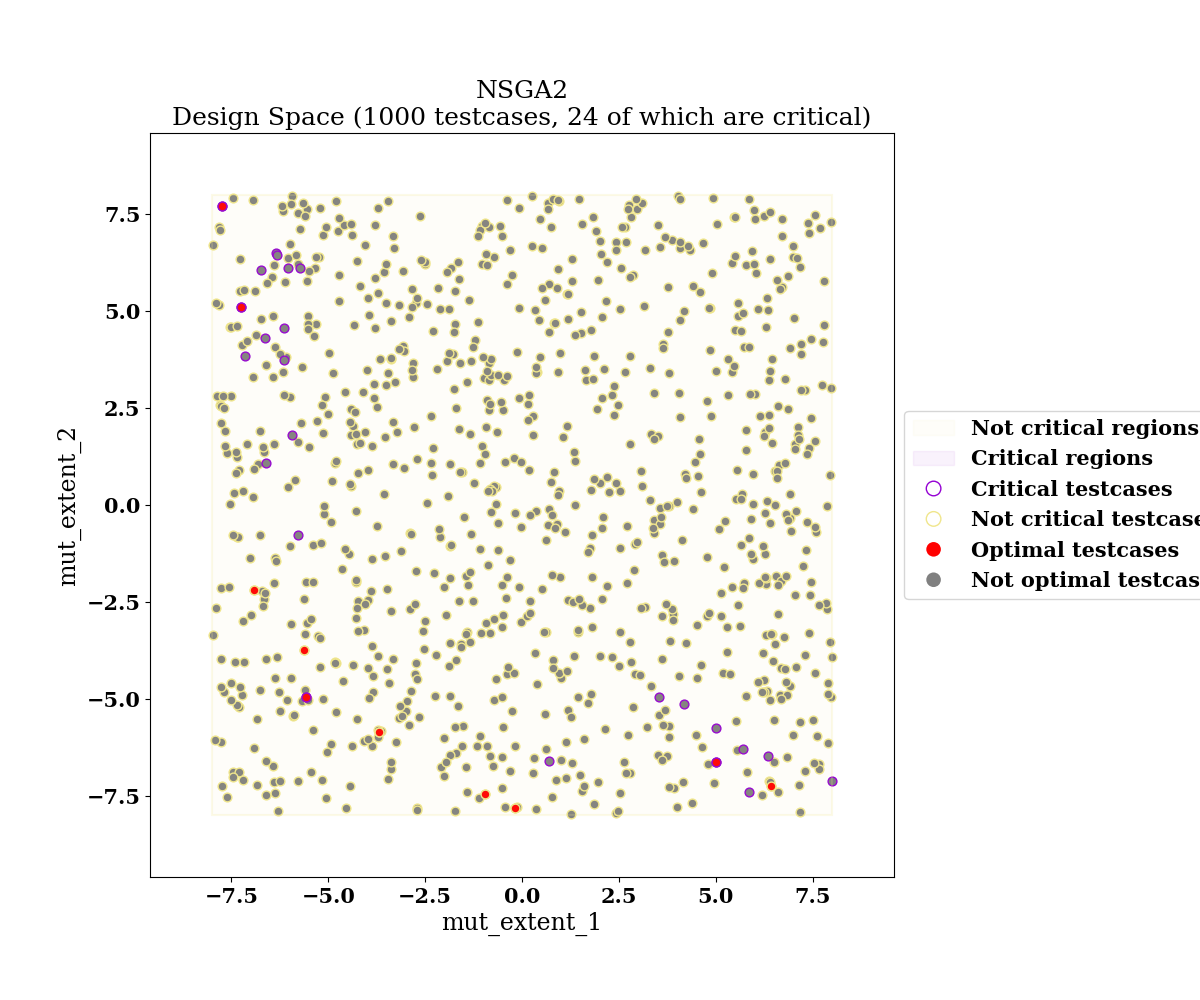 NSGA2
Design Space (1000 testcases, 24 of which are critical)
mut_extent_2
7.5
5.0
2.5
0.0
−2.5
−5.0
−7.5
−7.5
−5.0
−2.5
0.0
2.5
5.0
7.5
mut_extent_1
Not critical regions
Critical regions
Critical testcases
Not critical testcase
Optimal testcases
Not optimal testcas